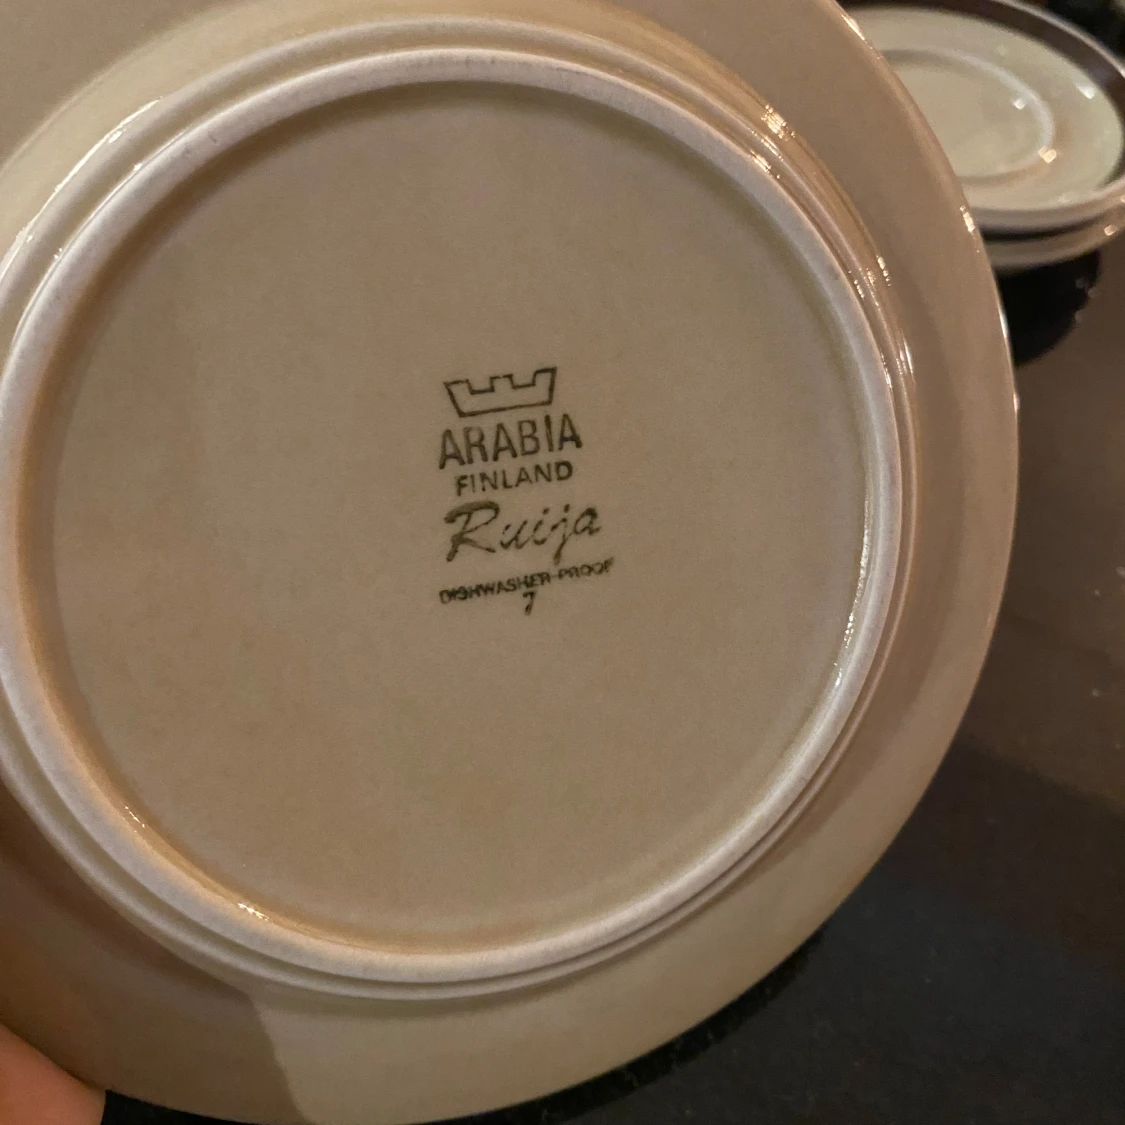 ARABIA
FINLAND
Ruija
DISHWASHER-PROOF
7